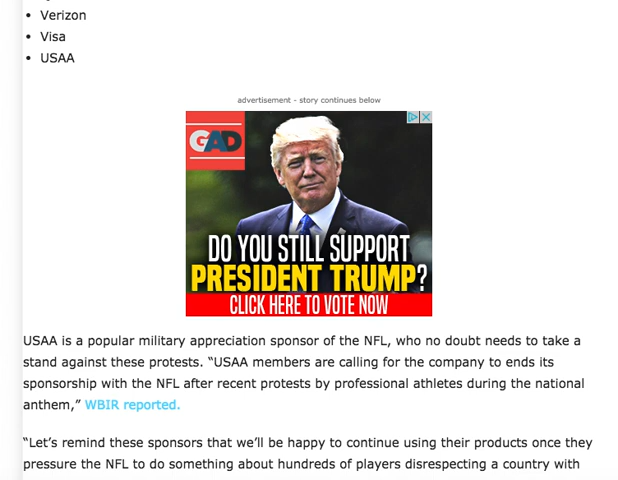 Verizon
Visa
USAA
advertisement - story continues below
GAD
DO YOU STILL SUPPORT
PRESIDENT TRUMP?
CLICK HERE TO VOTE NOW
USAA is a popular military appreciation sponsor of the NFL, who no doubt needs to take a
stand against these protests. “USAA members are calling for the company to ends its
sponsorship with the NFL after recent protests by professional athletes during the national
anthem,” WBIR reported.
“Let’s remind these sponsors that we’ll be happy to continue using their products once they
pressure the NFL to do something about hundreds of players disrespecting a country with